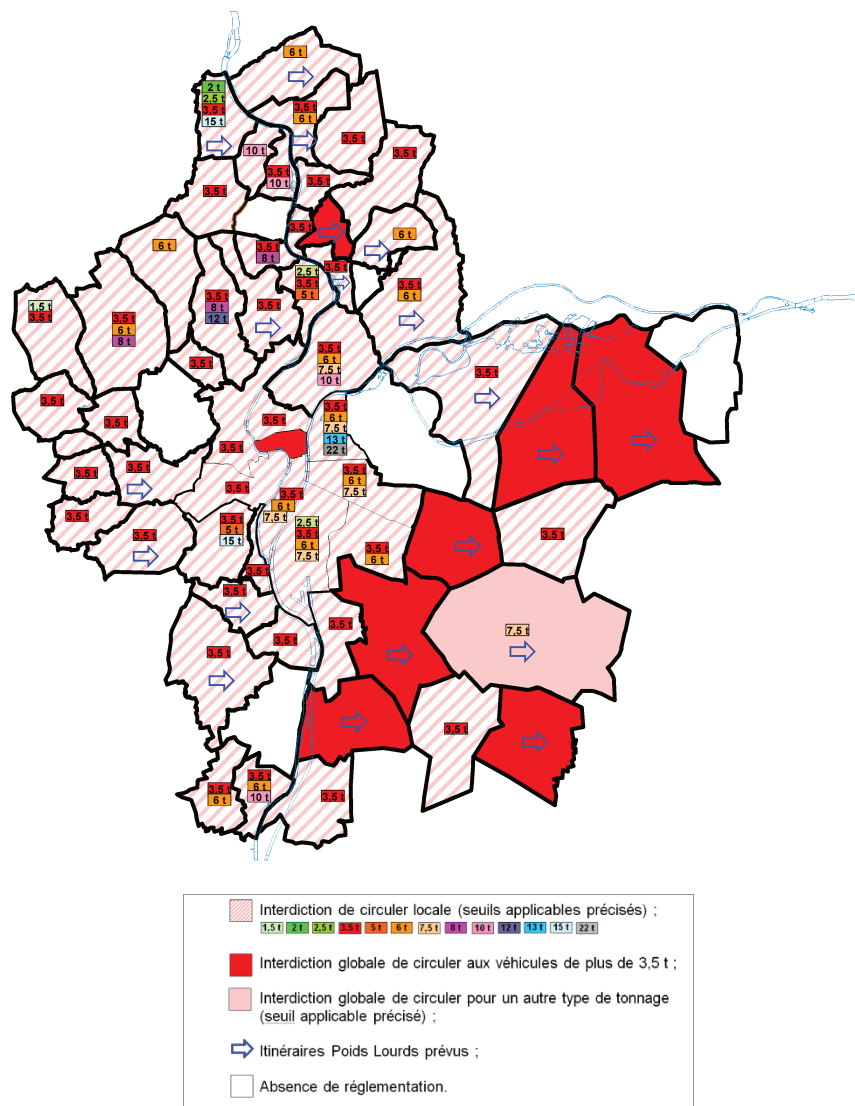 6 t
2 t
2,5 t
3,5 t
15 t
3,5 t
6 t
3,5 t
10 t
3,5 t
3,5 t
10 t
3,5 t
3,5 t
3,5 t
6 t
6 t
3,5 t
8 t
2,5 t
3,5 t
5 t
3,5 t
3,5 t
6 t
1,5 t
3,5 t
3,5 t
6 t
8 t
3,5 t
8 t
12 t
3,5 t
3,5 t
3,5 t
6 t
7,5 t
10 t
3,5 t
3,5 t
3,5 t
3,5 t
3,5 t
3,5 t
6 t
7,5 t
13 t
22 t
3,5 t
3,5 t
3,5 t
6 t
7,5 t
3,5 t
3,5 t
6 t
7,5 t
3,5 t
3,5 t
3,5 t
5 t
15 t
2,5 t
3,5 t
6 t
7,5 t
3,5 t
6 t
3,5 t
3,5 t
3,5 t
3,5 t
3,5 t
7,5 t
3,5 t
3,5 t
3,5 t
6 t
3,5 t
6 t
10 t
3,5 t
Interdiction de circuler locale (seuils applicables précisés) ;
1,5 t 2 t 2,5 t 3,5 t 5 t 6 t 7,5 t 8 t 10 t 12 t 13 t 15 t 22 t
Interdiction globale de circuler aux véhicules de plus de 3,5 t ;
Interdiction globale de circuler pour un autre type de tonnage
(seuil applicable précisé) ;
Itinéraires Poids Lourds prévus ;
Absence de réglementation.